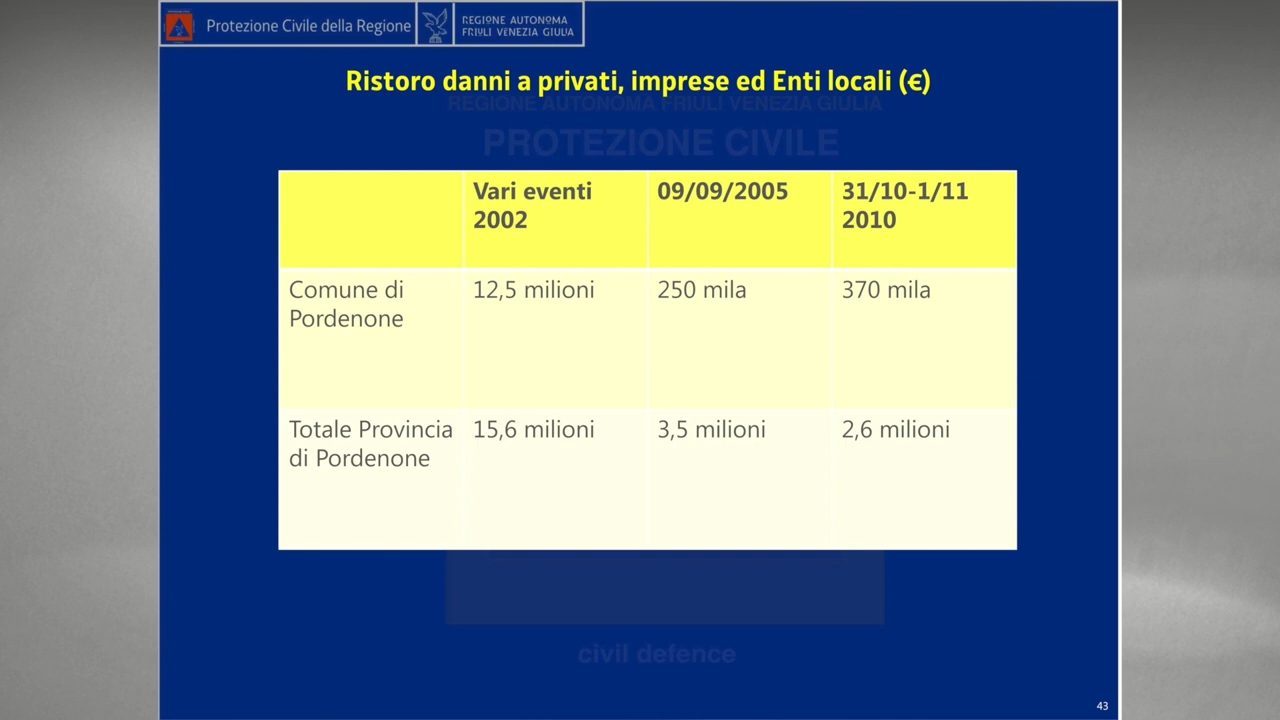 Protezione Civile della Regione
REGIONE AUTONOMA
FRIULI VENEZIA GIULIA
Ristoro danni a privati, imprese ed Enti locali (€)
REGIONE AUTONOMA FRIULI VENEZIA GIULIA
PROTEZIONE CIVILE
Vari eventi
2002
09/09/2005
31/10-1/11
2010
Comune di
Pordenone
12,5 milioni
250 mila
370 mila
Totale Provincia
di Pordenone
15,6 milioni
3,5 milioni
2,6 milioni
civil defence
43